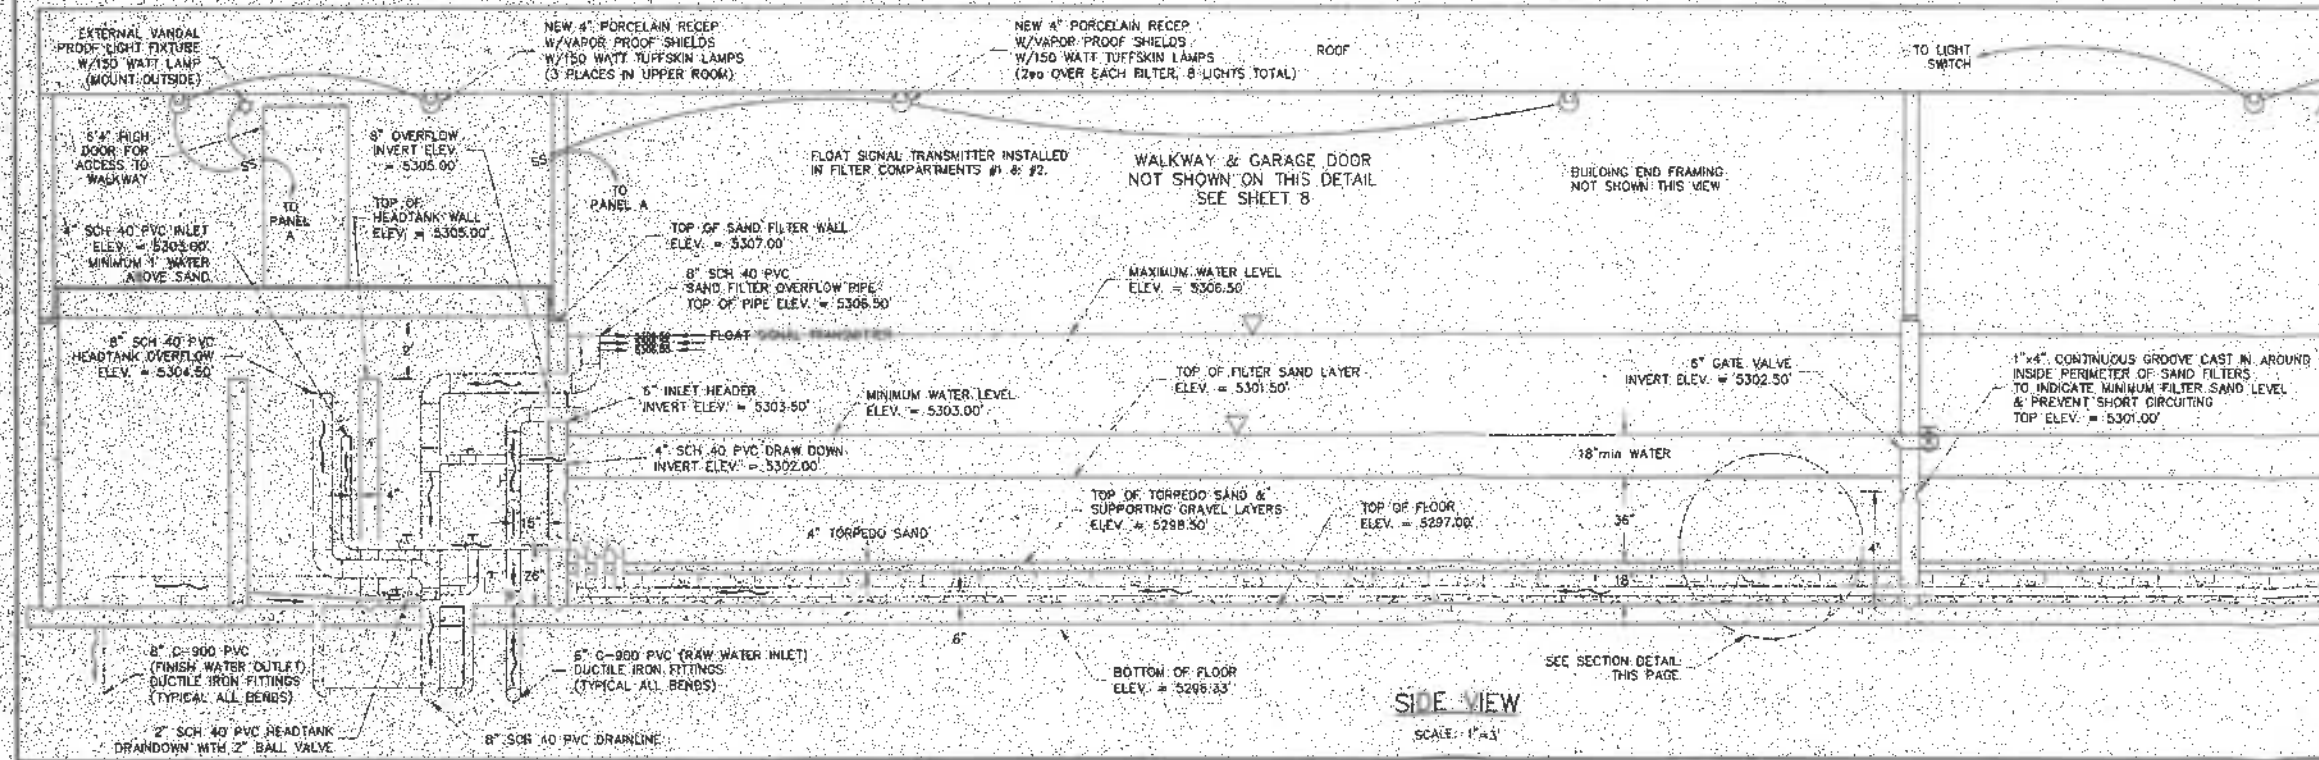 EXTERNAL VANDAL
PROOF LIGHT FIXTURE
W/150 WATT LAMP
(MOUNT OUTSIDE)
NEW 4" PORCELAIN RECEP
W/VAPOR PROOF SHIELDS
W/150 WATT TUFFSKIN LAMPS
(3 PLACES IN UPPER ROOM)
NEW 4" PORCELAIN RECEP
W/VAPOR PROOF SHIELDS
W/150 WATT TUFFSKIN LAMPS
(2ea OVER EACH FILTER, 8 LIGHTS TOTAL)
ROOF
TO LIGHT
SWITCH
6'4" HIGH
DOOR FOR
ACCESS TO
WALKWAY
SS
TO
PANEL
A
8" OVERFLOW
INVERT ELEV.
= 5305.00'
SS
TO
PANEL A
FLOAT SIGNAL TRANSMITTER INSTALLED
IN FILTER COMPARTMENTS #1 & #2.
WALKWAY & GARAGE DOOR
NOT SHOWN ON THIS DETAIL
SEE SHEET 8
BUILDING END FRAMING
NOT SHOWN THIS VIEW
4" SCH 40 PVC INLET
ELEV. = 5303.00'
MINIMUM 1' WATER
ABOVE SAND
TOP OF
HEADTANK WALL
ELEV. = 5305.00'
TOP OF SAND FILTER WALL
ELEV. = 5307.00'
8" SCH 40 PVC
SAND FILTER OVERFLOW PIPE
TOP OF PIPE ELEV. = 5306.50'
MAXIMUM WATER LEVEL
ELEV. = 5306.50'
FLOAT SIGNAL TRANSMITTER
8" SCH 40 PVC
HEADTANK OVERFLOW
ELEV. = 5304.50'
2'
6" INLET HEADER
INVERT ELEV. = 5303.50'
MINIMUM WATER LEVEL
ELEV. = 5303.00'
TOP OF FILTER SAND LAYER
ELEV. = 5301.50'
6" GATE VALVE
INVERT ELEV. = 5302.50'
1"x4" CONTINUOUS GROOVE CAST IN AROUND
INSIDE PERIMETER OF SAND FILTERS
TO INDICATE MINIMUM FILTER SAND LEVEL
& PREVENT SHORT CIRCUITING
TOP ELEV. = 5301.00'
4" SCH 40 PVC DRAW DOWN
INVERT ELEV. = 5302.00'
18"min WATER
4"
15"
TOP OF TORPEDO SAND &
SUPPORTING GRAVEL LAYERS
ELEV. = 5298.50'
TOP OF FLOOR
ELEV. = 5297.00'
36"
4" TORPEDO SAND
4'
26"
18"
6"
8" C-900 PVC
(FINISH WATER OUTLET)
DUCTILE IRON FITTINGS
(TYPICAL ALL BENDS)
6" C-900 PVC (RAW WATER INLET)
DUCTILE IRON FITTINGS
(TYPICAL ALL BENDS)
BOTTOM OF FLOOR
ELEV. = 5296.33'
SEE SECTION DETAIL
THIS PAGE
2" SCH 40 PVC HEADTANK
DRAINDOWN WITH 2" BALL VALVE
8" SCH 40 PVC DRAINLINE
SIDE VIEW
SCALE: 1"=3'